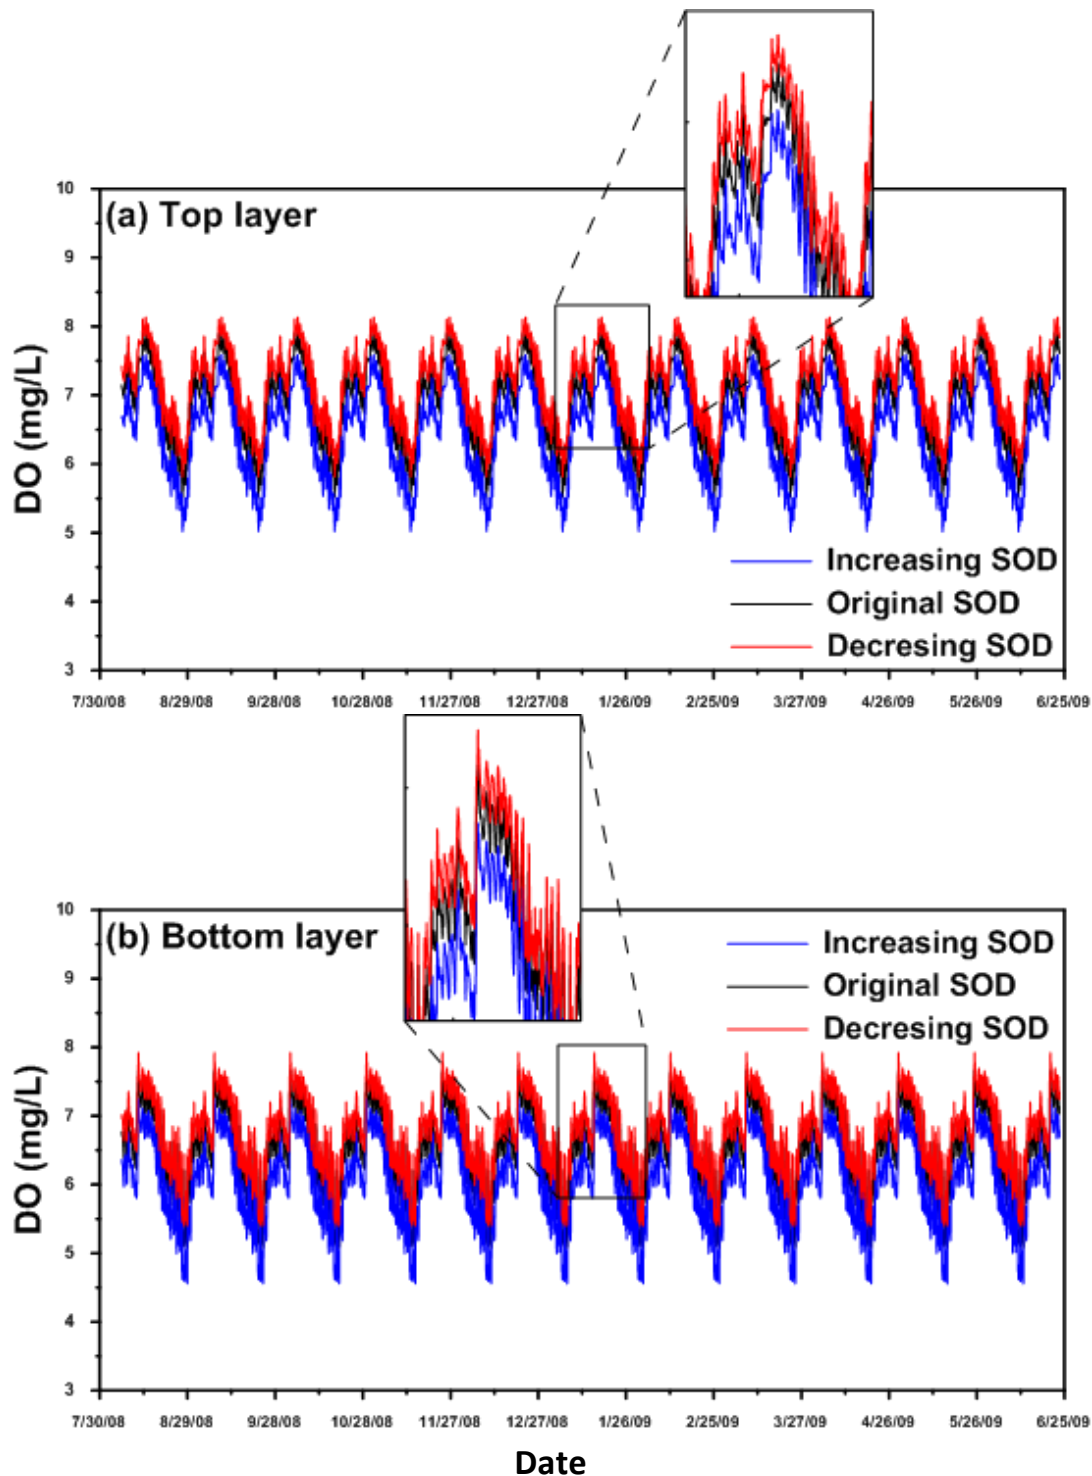 (a) Top layer
DO (mg/L)
10
9
8
7
6
5
4
3
Increasing SOD
Original SOD
Decresing SOD
7/30/08 8/29/08 9/28/08 10/28/08 11/27/08 12/27/08 1/26/09 2/25/09 3/27/09 4/26/09 5/26/09 6/25/09
(b) Bottom layer
DO (mg/L)
10
9
8
7
6
5
4
3
Increasing SOD
Original SOD
Decresing SOD
7/30/08 8/29/08 9/28/08 10/28/08 11/27/08 12/27/08 1/26/09 2/25/09 3/27/09 4/26/09 5/26/09 6/25/09
Date